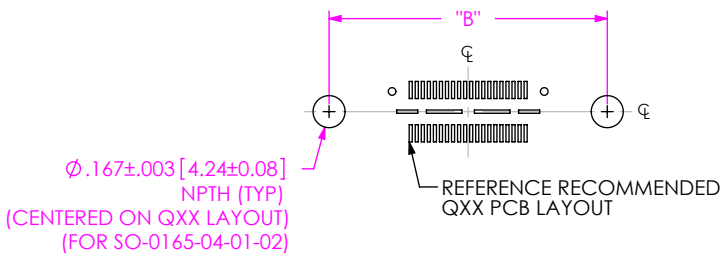 "B"
℄
℄
Ø.167±.003 [4.24±0.08]
NPTH (TYP)
(CENTERED ON QXX LAYOUT)
(FOR SO-0165-04-01-02)
REFERENCE RECOMMENDED
QXX PCB LAYOUT